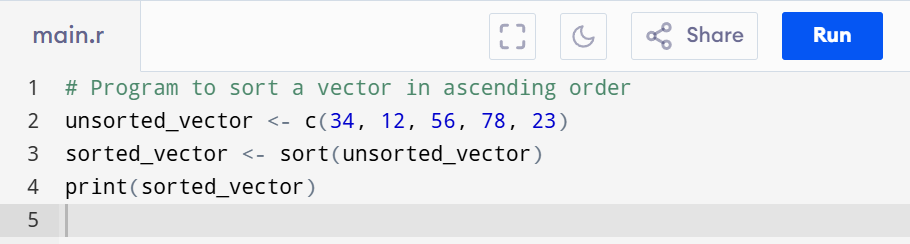 main.r
Share
Run
1 # Program to sort a vector in ascending order
2 unsorted_vector <- c(34, 12, 56, 78, 23)
3 sorted_vector <- sort(unsorted_vector)
4 print(sorted_vector)
5